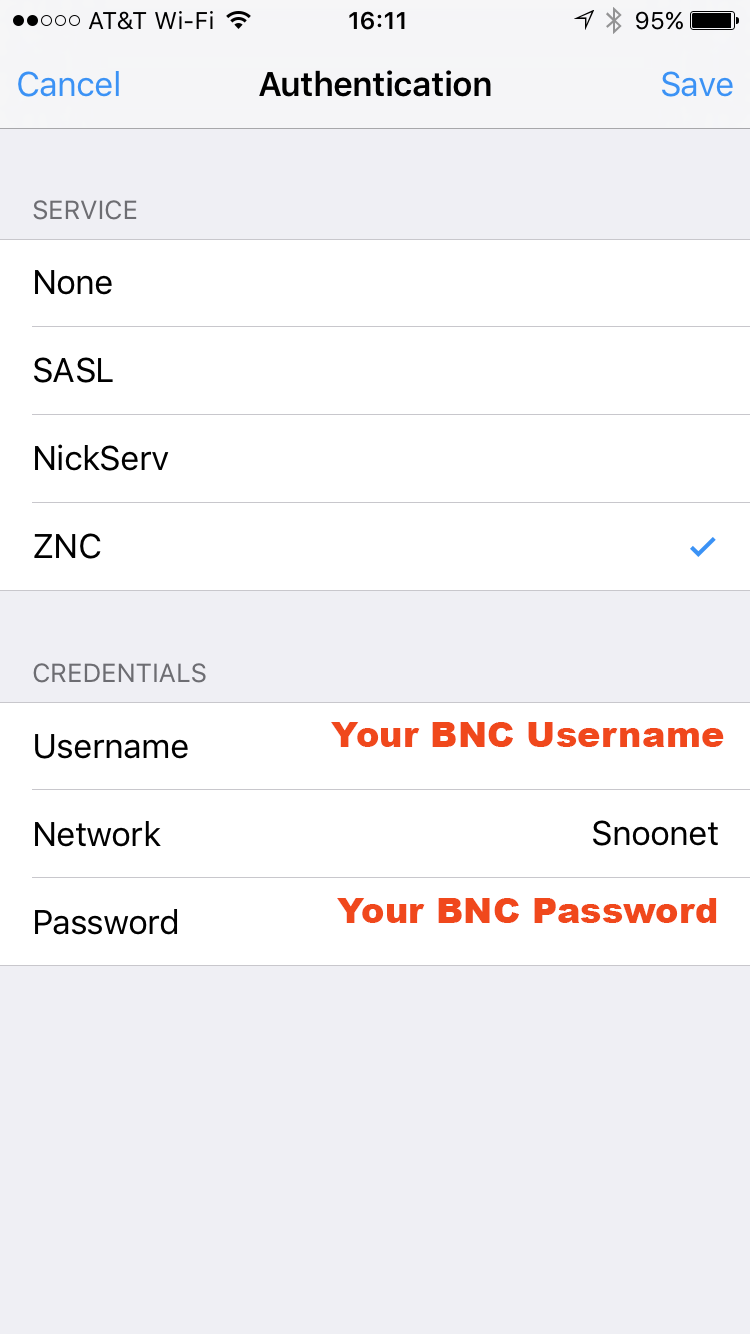 AT&T Wi-Fi 16:11 95%
Cancel Authentication Save
SERVICE
None
SASL
NickServ
ZNC
CREDENTIALS
Username Your BNC Username
Network Snoonet
Password Your BNC Password